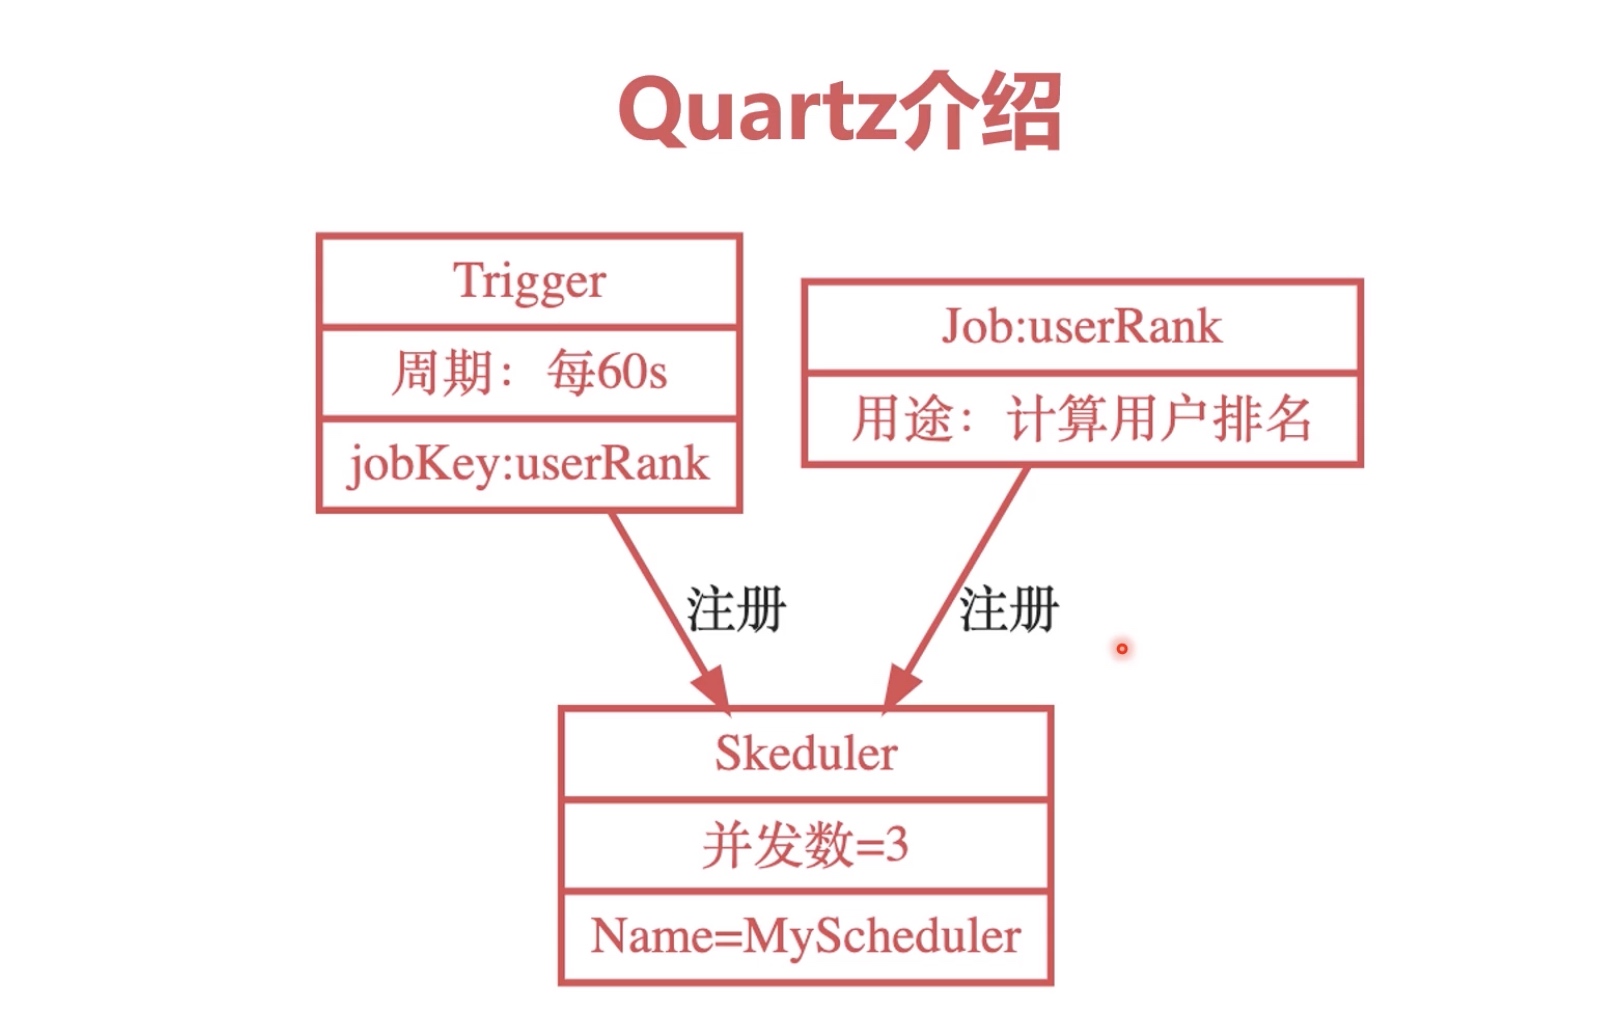 Quartz介绍
Trigger
周期：每60s
jobKey:userRank
Job:userRank
用途：计算用户排名
注册
注册
Skeduler
并发数=3
Name=MyScheduler